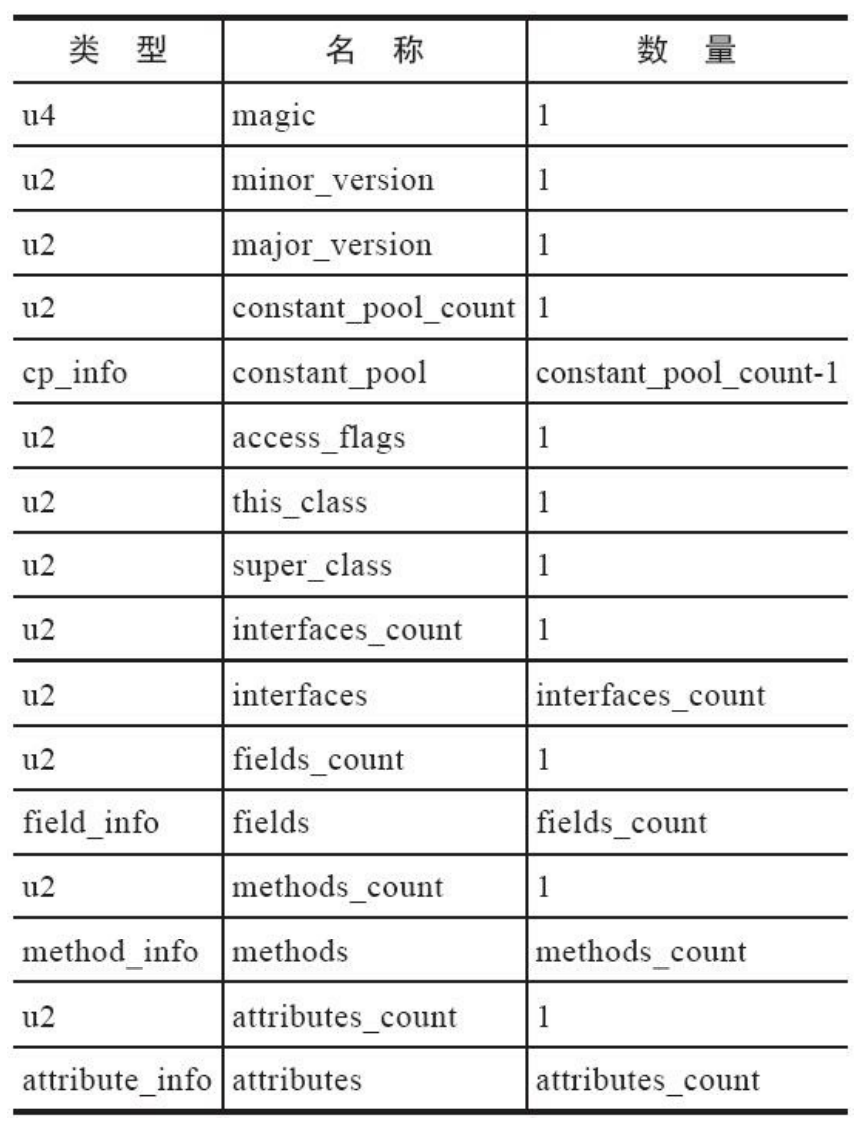 类 型 名 称 数 量
u4 magic 1
u2 minor_version 1
u2 major_version 1
u2 constant_pool_count 1
cp_info constant_pool constant_pool_count-1
u2 access_flags 1
u2 this_class 1
u2 super_class 1
u2 interfaces_count 1
u2 interfaces interfaces_count
u2 fields_count 1
field_info fields fields_count
u2 methods_count 1
method_info methods methods_count
u2 attributes_count 1
attribute_info attributes attributes_count